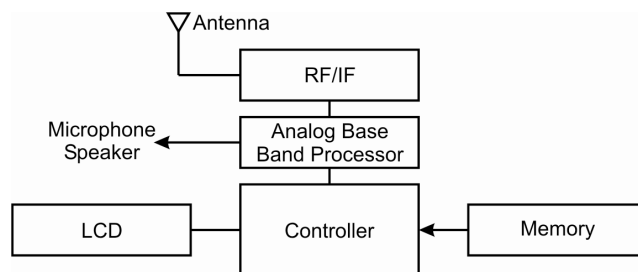 Antenna
RF/IF
Microphone
Speaker
Analog Base
Band Processor
LCD
Controller
Memory